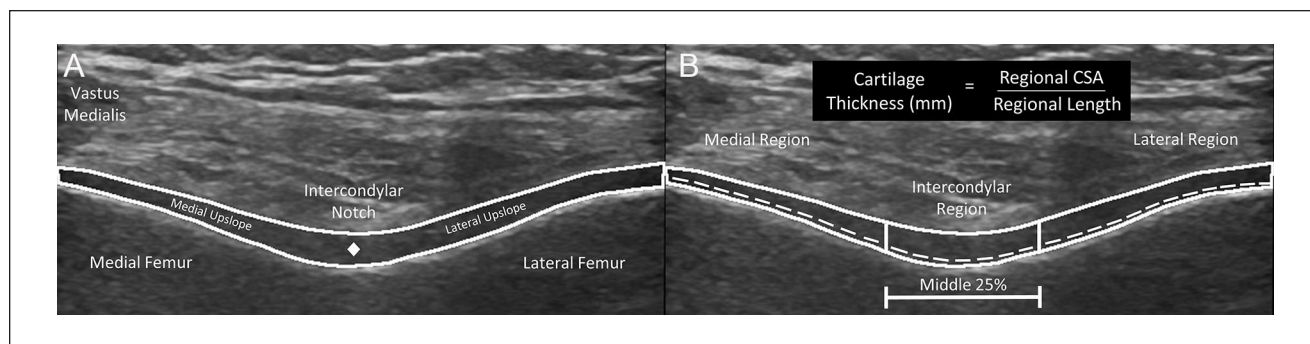 A
Vastus
Medialis
Intercondylar
Notch
Medial Upslope
Lateral Upslope
Medial Femur
Lateral Femur
B
Cartilage
Thickness (mm)
=
Regional CSA
Regional Length
Medial Region
Lateral Region
Intercondylar
Region
Middle 25%